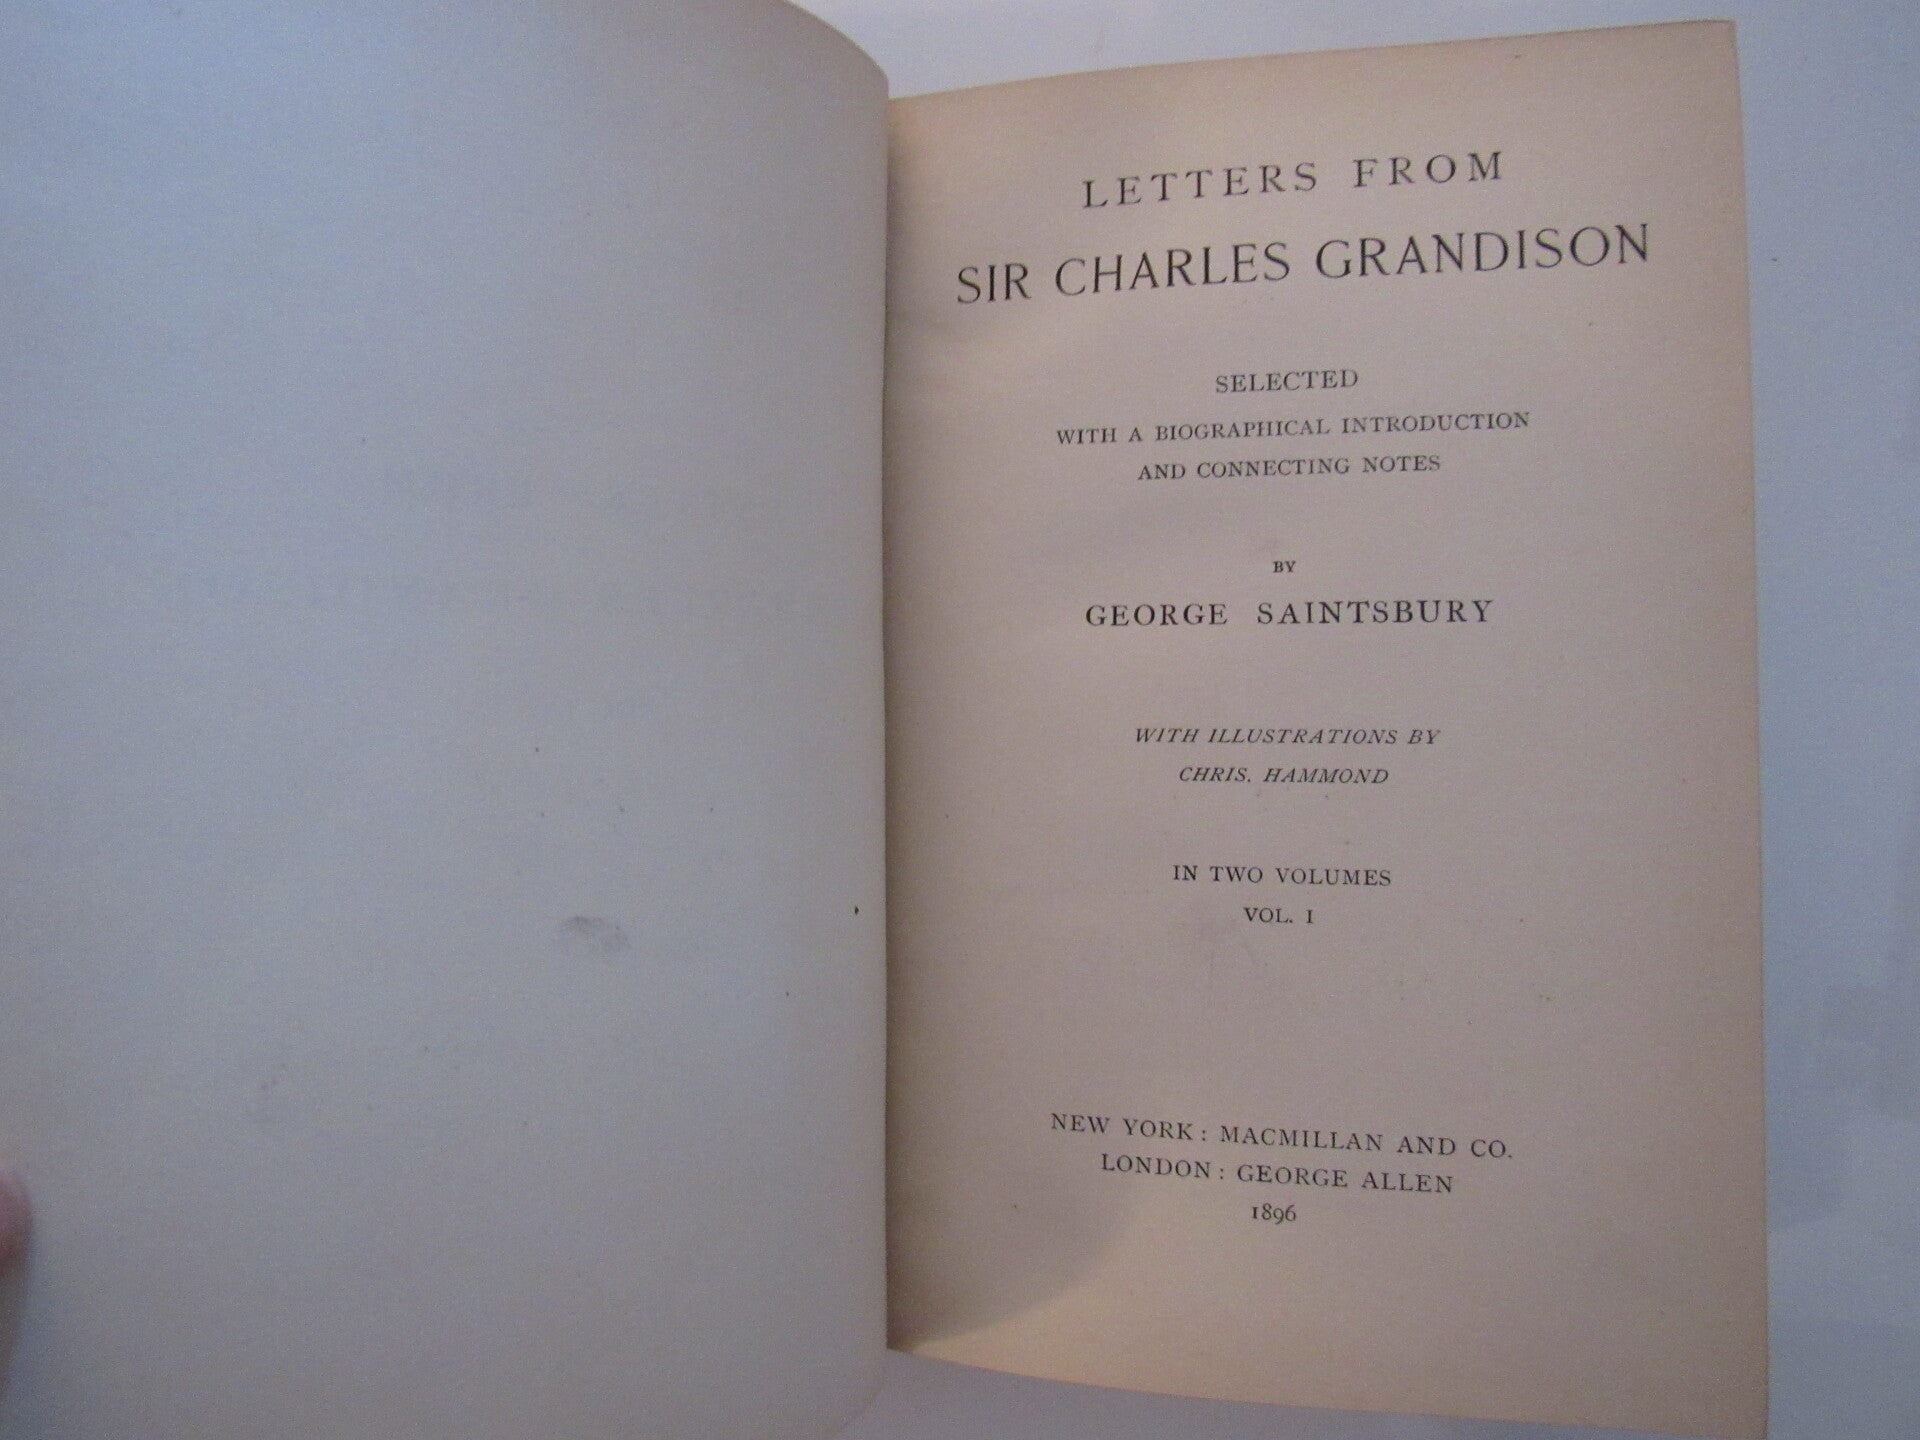 LETTERS FROM
SIR CHARLES GRANDISON
SELECTED
WITH A BIOGRAPHICAL INTRODUCTION
AND CONNECTING NOTES
BY
GEORGE SAINTSBURY
WITH ILLUSTRATIONS BY
CHRIS. HAMMOND
IN TWO VOLUMES
VOL. I
NEW YORK: MACMILLAN AND CO.
LONDON: GEORGE ALLEN
1896